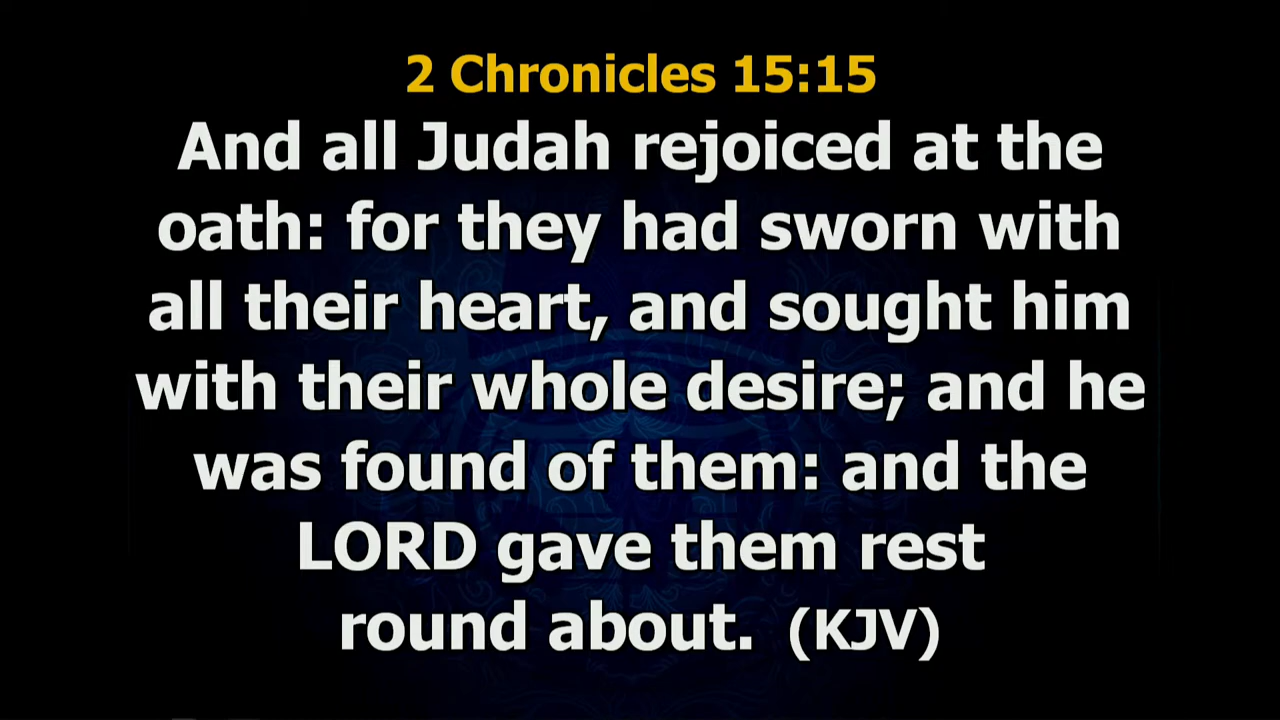 2 Chronicles 15:15
And all Judah rejoiced at the
oath: for they had sworn with
all their heart, and sought him
with their whole desire; and he
was found of them: and the
LORD gave them rest
round about. (KJV)